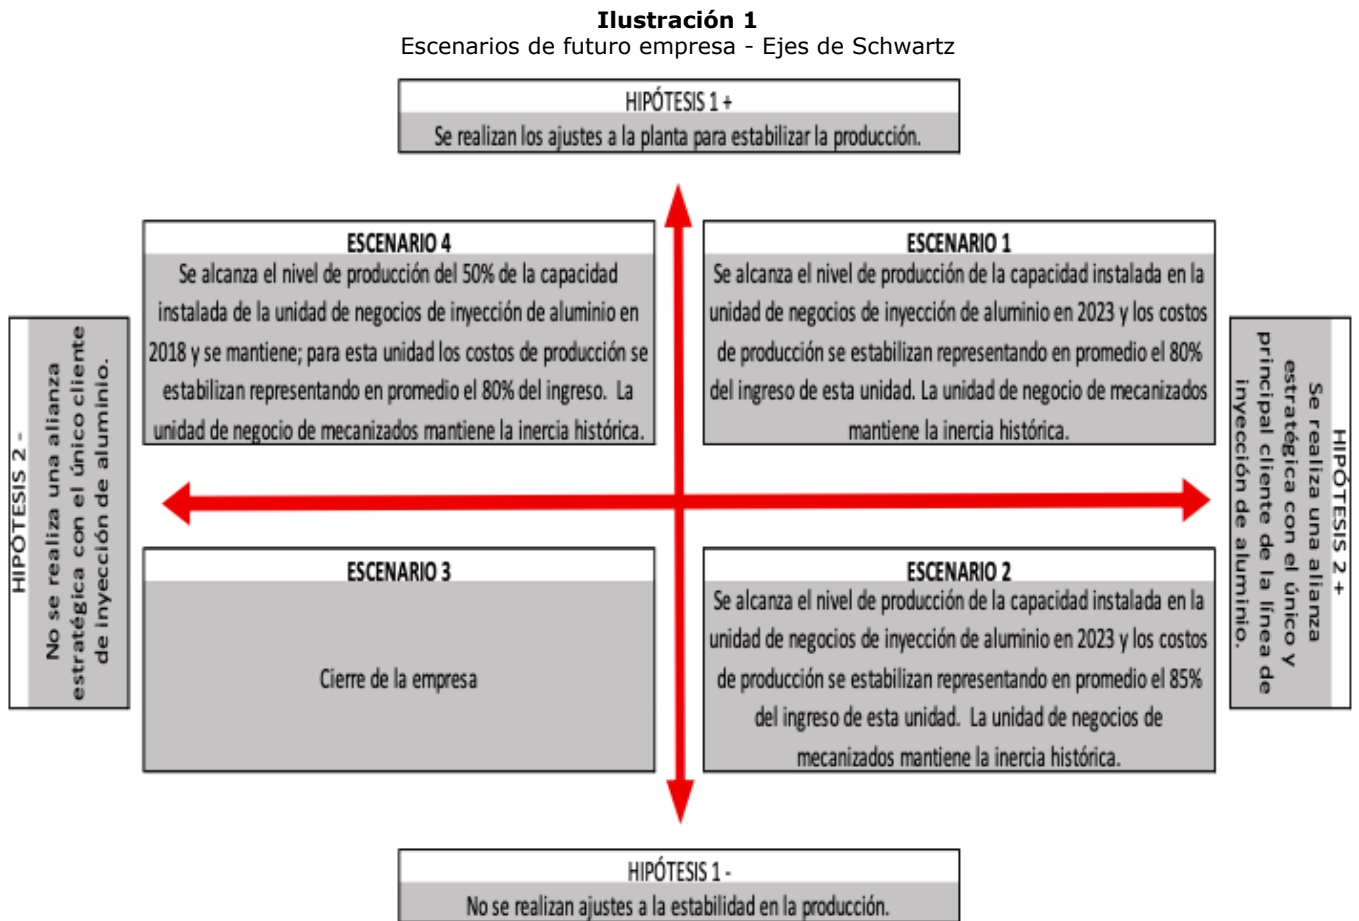 Ilustración 1
Escenarios de futuro empresa - Ejes de Schwartz
HIPÓTESIS 1 +
Se realizan los ajustes a la planta para estabilizar la producción.
ESCENARIO 4
Se alcanza el nivel de producción del 50% de la capacidad
instalada de la unidad de negocios de inyección de aluminio en
2018 y se mantiene; para esta unidad los costos de producción se
estabilizan representando en promedio el 80% del ingreso.  La
unidad de negocio de mecanizados mantiene la inercia histórica.
ESCENARIO 1
Se alcanza el nivel de producción de la capacidad instalada en la
unidad de negocios de inyección de aluminio en 2023 y los costos
de producción se estabilizan representando en promedio el 80%
del ingreso de esta unidad. La unidad de negocio de mecanizados
mantiene la inercia histórica.
HIPÓTESIS 2 -
No se realiza una alianza
estratégica con el único cliente
de inyección de aluminio.
HIPÓTESIS 2 +
Se realiza una alianza
estratégica con el único y
principal cliente de la línea de
inyección de aluminio.
ESCENARIO 3
Cierre de la empresa
ESCENARIO 2
Se alcanza el nivel de producción de la capacidad instalada en la
unidad de negocios de inyección de aluminio en 2023 y los costos
de producción se estabilizan representando en promedio el 85%
del ingreso de esta unidad.  La unidad de negocios de
mecanizados mantiene la inercia histórica.
HIPÓTESIS 1 -
No se realizan ajustes a la estabilidad en la producción.